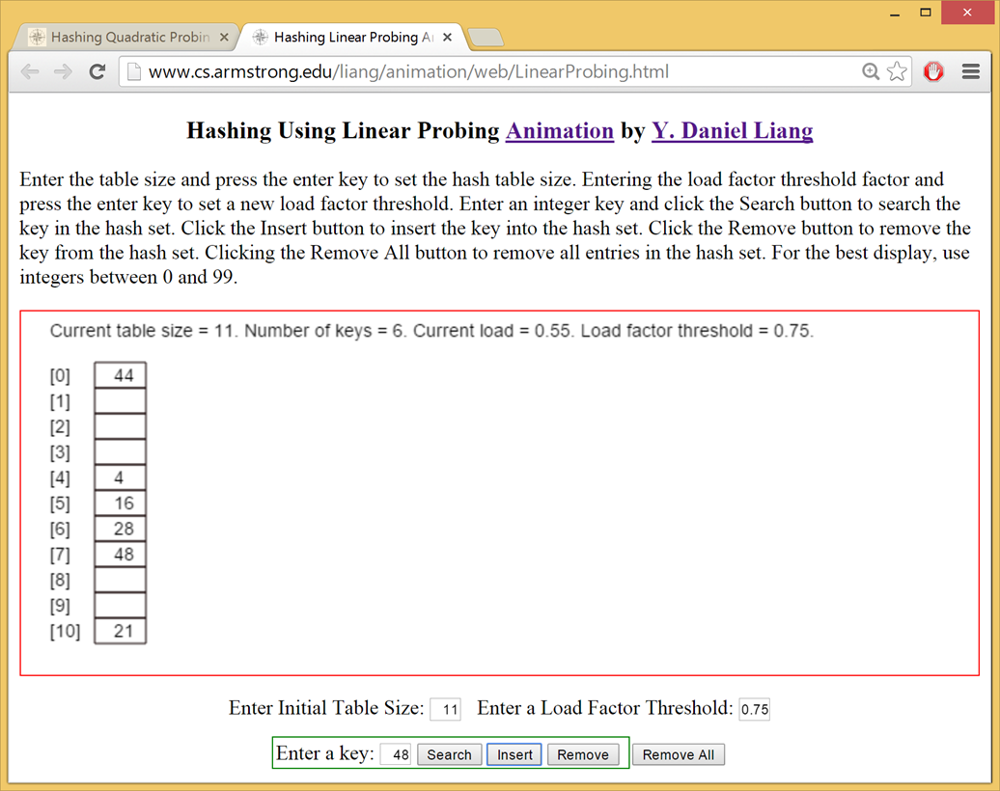 Hashing Quadratic Probin
Hashing Linear Probing A
www.cs.armstrong.edu/liang/animation/web/LinearProbing.html
Hashing Using Linear Probing Animation by Y. Daniel Liang
Enter the table size and press the enter key to set the hash table size. Entering the load factor threshold factor and
press the enter key to set a new load factor threshold. Enter an integer key and click the Search button to search the
key in the hash set. Click the Insert button to insert the key into the hash set. Click the Remove button to remove the
key from the hash set. Clicking the Remove All button to remove all entries in the hash set. For the best display, use
integers between 0 and 99.
Current table size = 11. Number of keys = 6. Current load = 0.55. Load factor threshold = 0.75.
[0] 44
[1]
[2]
[3]
[4] 4
[5] 16
[6] 28
[7] 48
[8]
[9]
[10] 21
Enter Initial Table Size: 11 Enter a Load Factor Threshold: 0.75
Enter a key: 48 Search Insert Remove Remove All